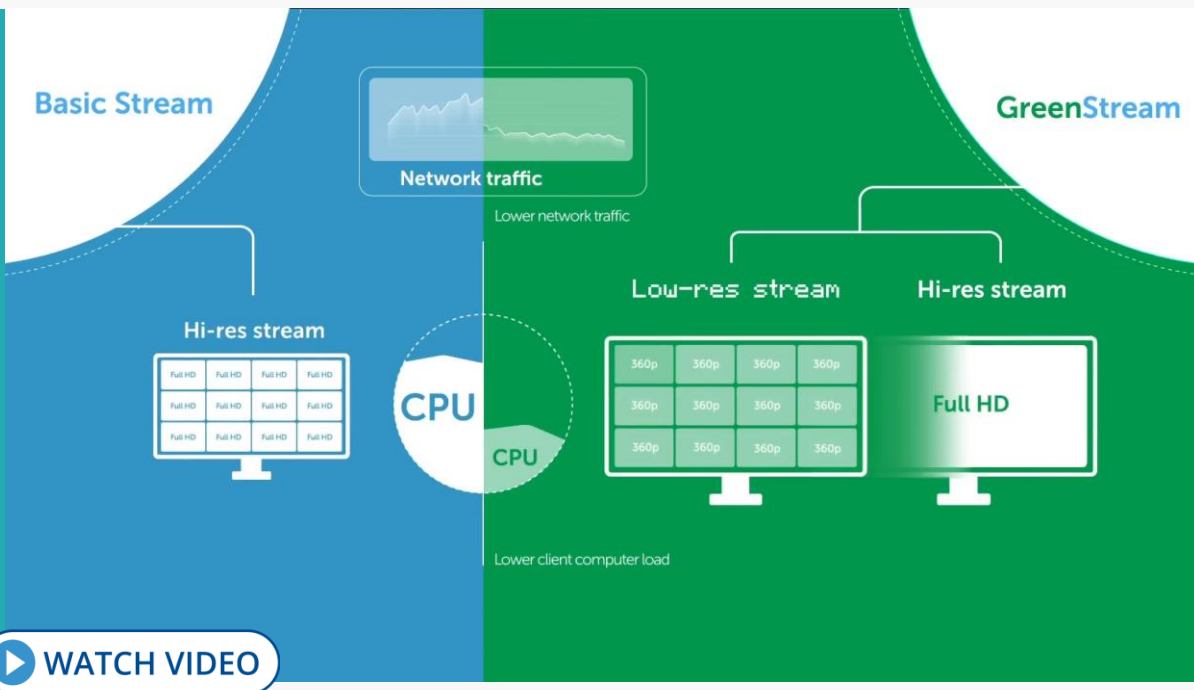 Basic Stream
GreenStream
Network traffic
Lower network traffic
Hi-res stream
Full HD Full HD Full HD Full HD
Full HD Full HD Full HD Full HD
Full HD Full HD Full HD Full HD
CPU
CPU
Lower client computer load
Low-res stream
360p 360p 360p 360p
360p 360p 360p 360p
360p 360p 360p 360p
Hi-res stream
Full HD
WATCH VIDEO